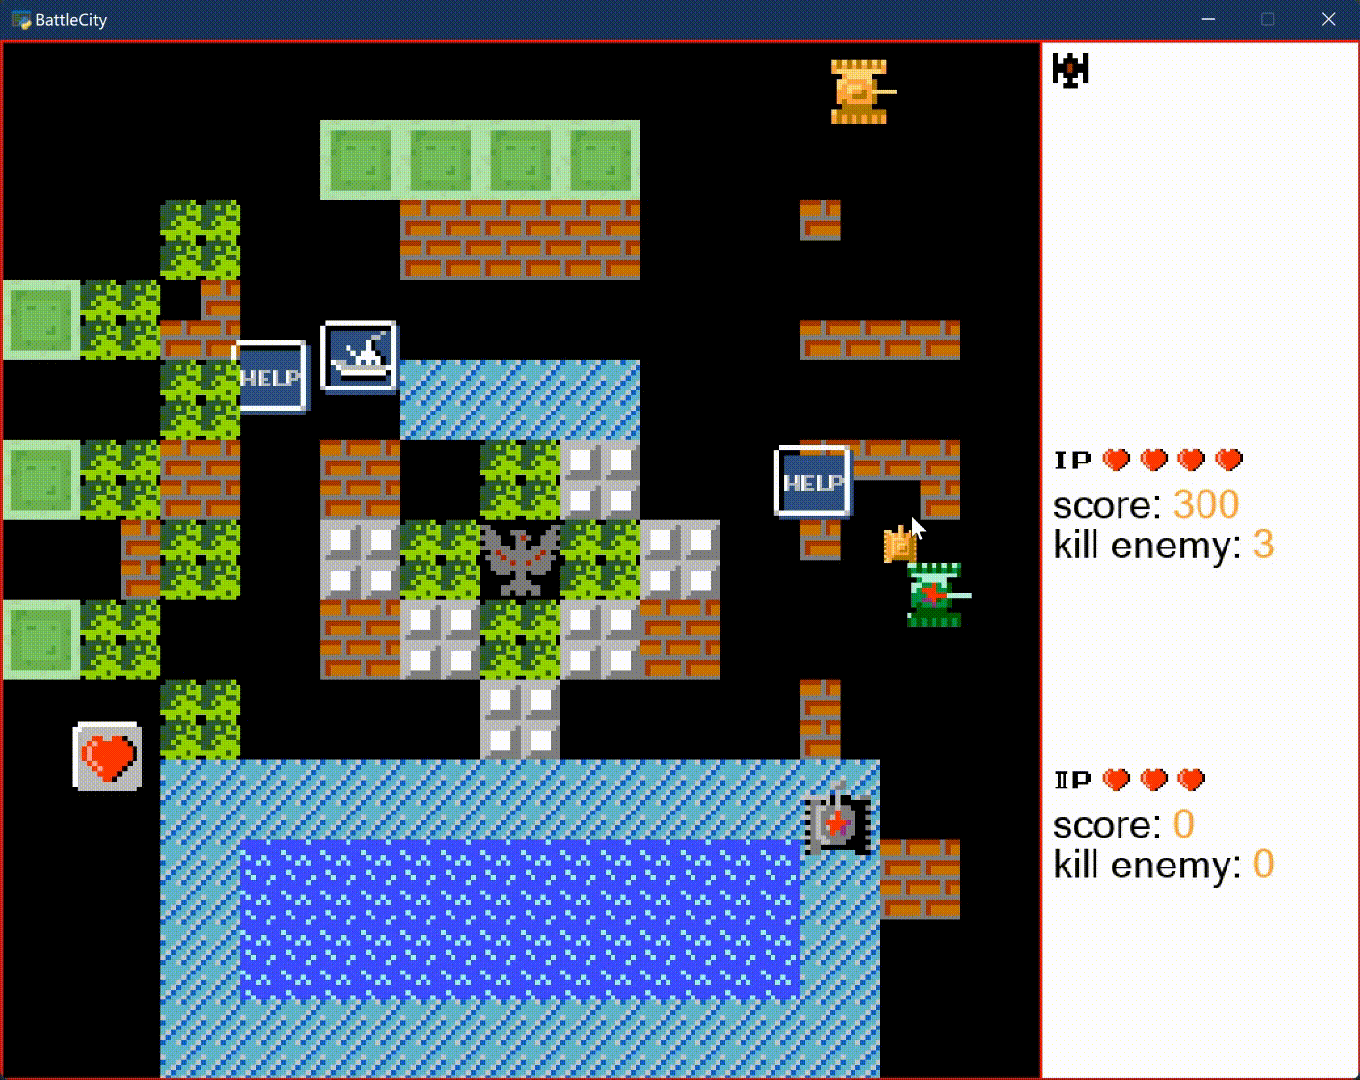 BattleCity
HELP
HELP
IP
score: 300
kill enemy: 3
IIP
score: 0
kill enemy: 0